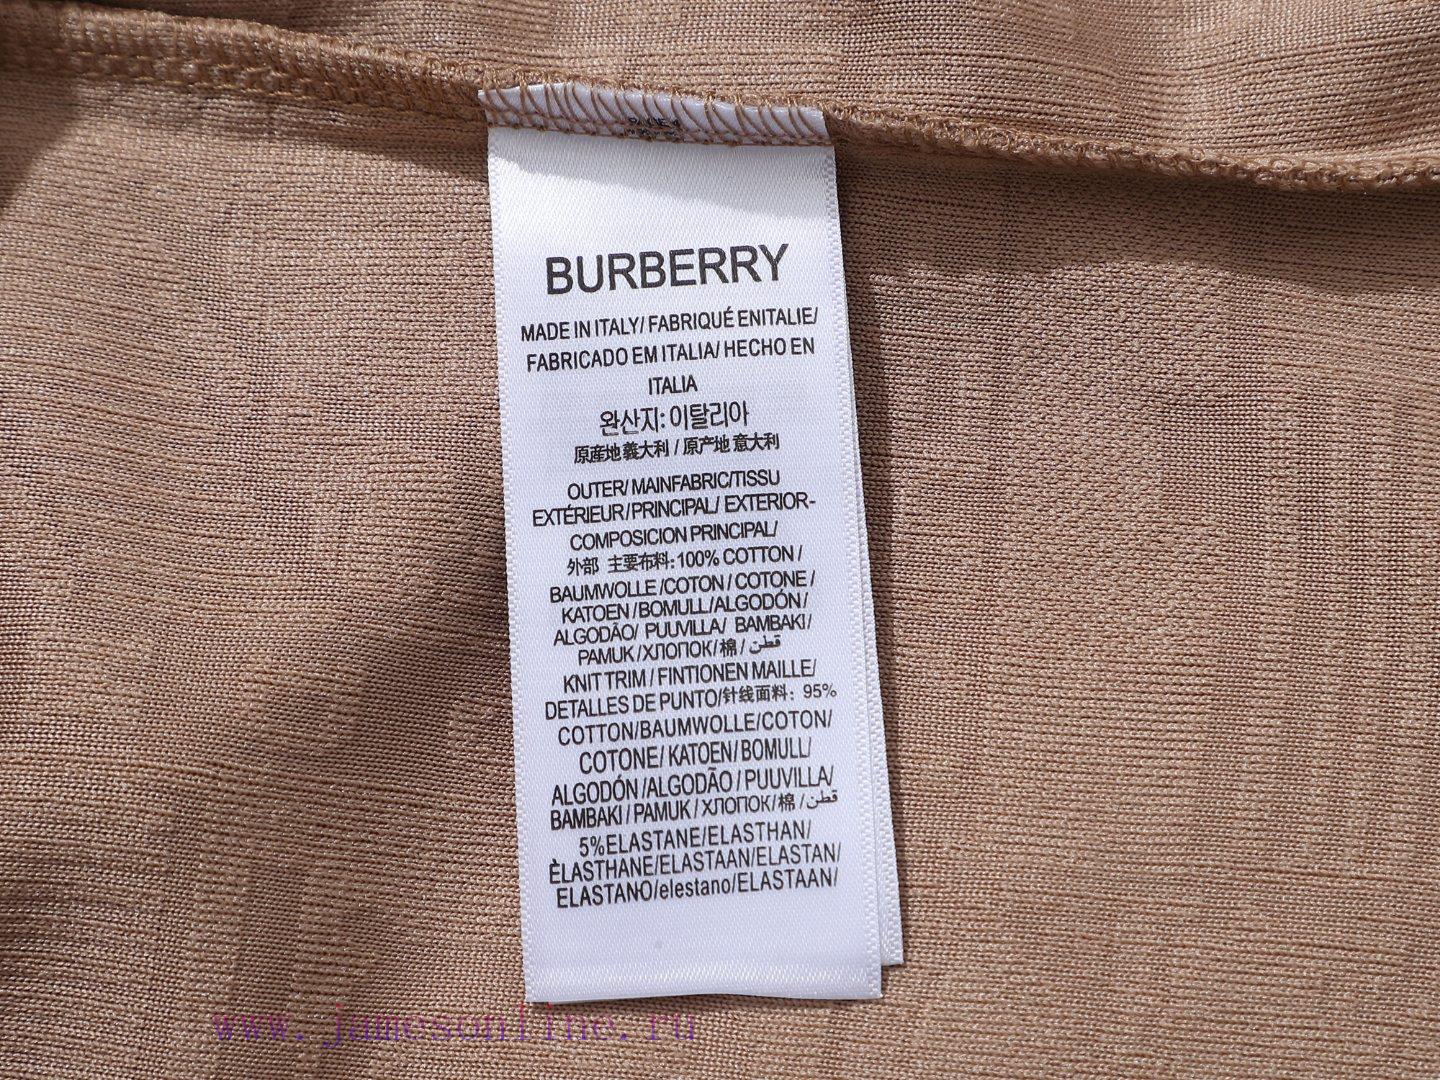 BURBERRY
MADE IN ITALY/ FABRIQUÉ ENITALIE/
FABRICADO EM ITALIA/ HECHO EN
ITALIA
완산지: 이탈리아
原産地義大利 / 原产地 意大利
OUTER/ MAINFABRIC/TISSU
EXTÉRIEUR/PRINCIPAL/ EXTERIOR-
COMPOSICION PRINCIPAL/
外部 主要布料:100% COTTON /
BAUMWOLLE/COTON / COTONE /
KATOEN/BOMULL/ALGODÓN/
ALGODÃO/ PUUVILLA/ BAMBAKI/
PAMUK/ХЛОПОК/棉/ قطن
KNIT TRIM / FINTIONEN MAILLE/
DETALLES DE PUNTO/针线面料: 95%
COTTON/BAUMWOLLE/COTON/
COTONE/ KATOEN/BOMULL/
ALGODÓN /ALGODÃO / PUUVILLA/
BAMBAKI / PAMUK / ХЛОПОК/棉 / قطن
5%ELASTANE/ELASTHAN/
ÈLASTHANE/ELASTAAN/ELASTAN/
ELASTANO/elestano/ELASTAAN/
www.jamesonline.ru